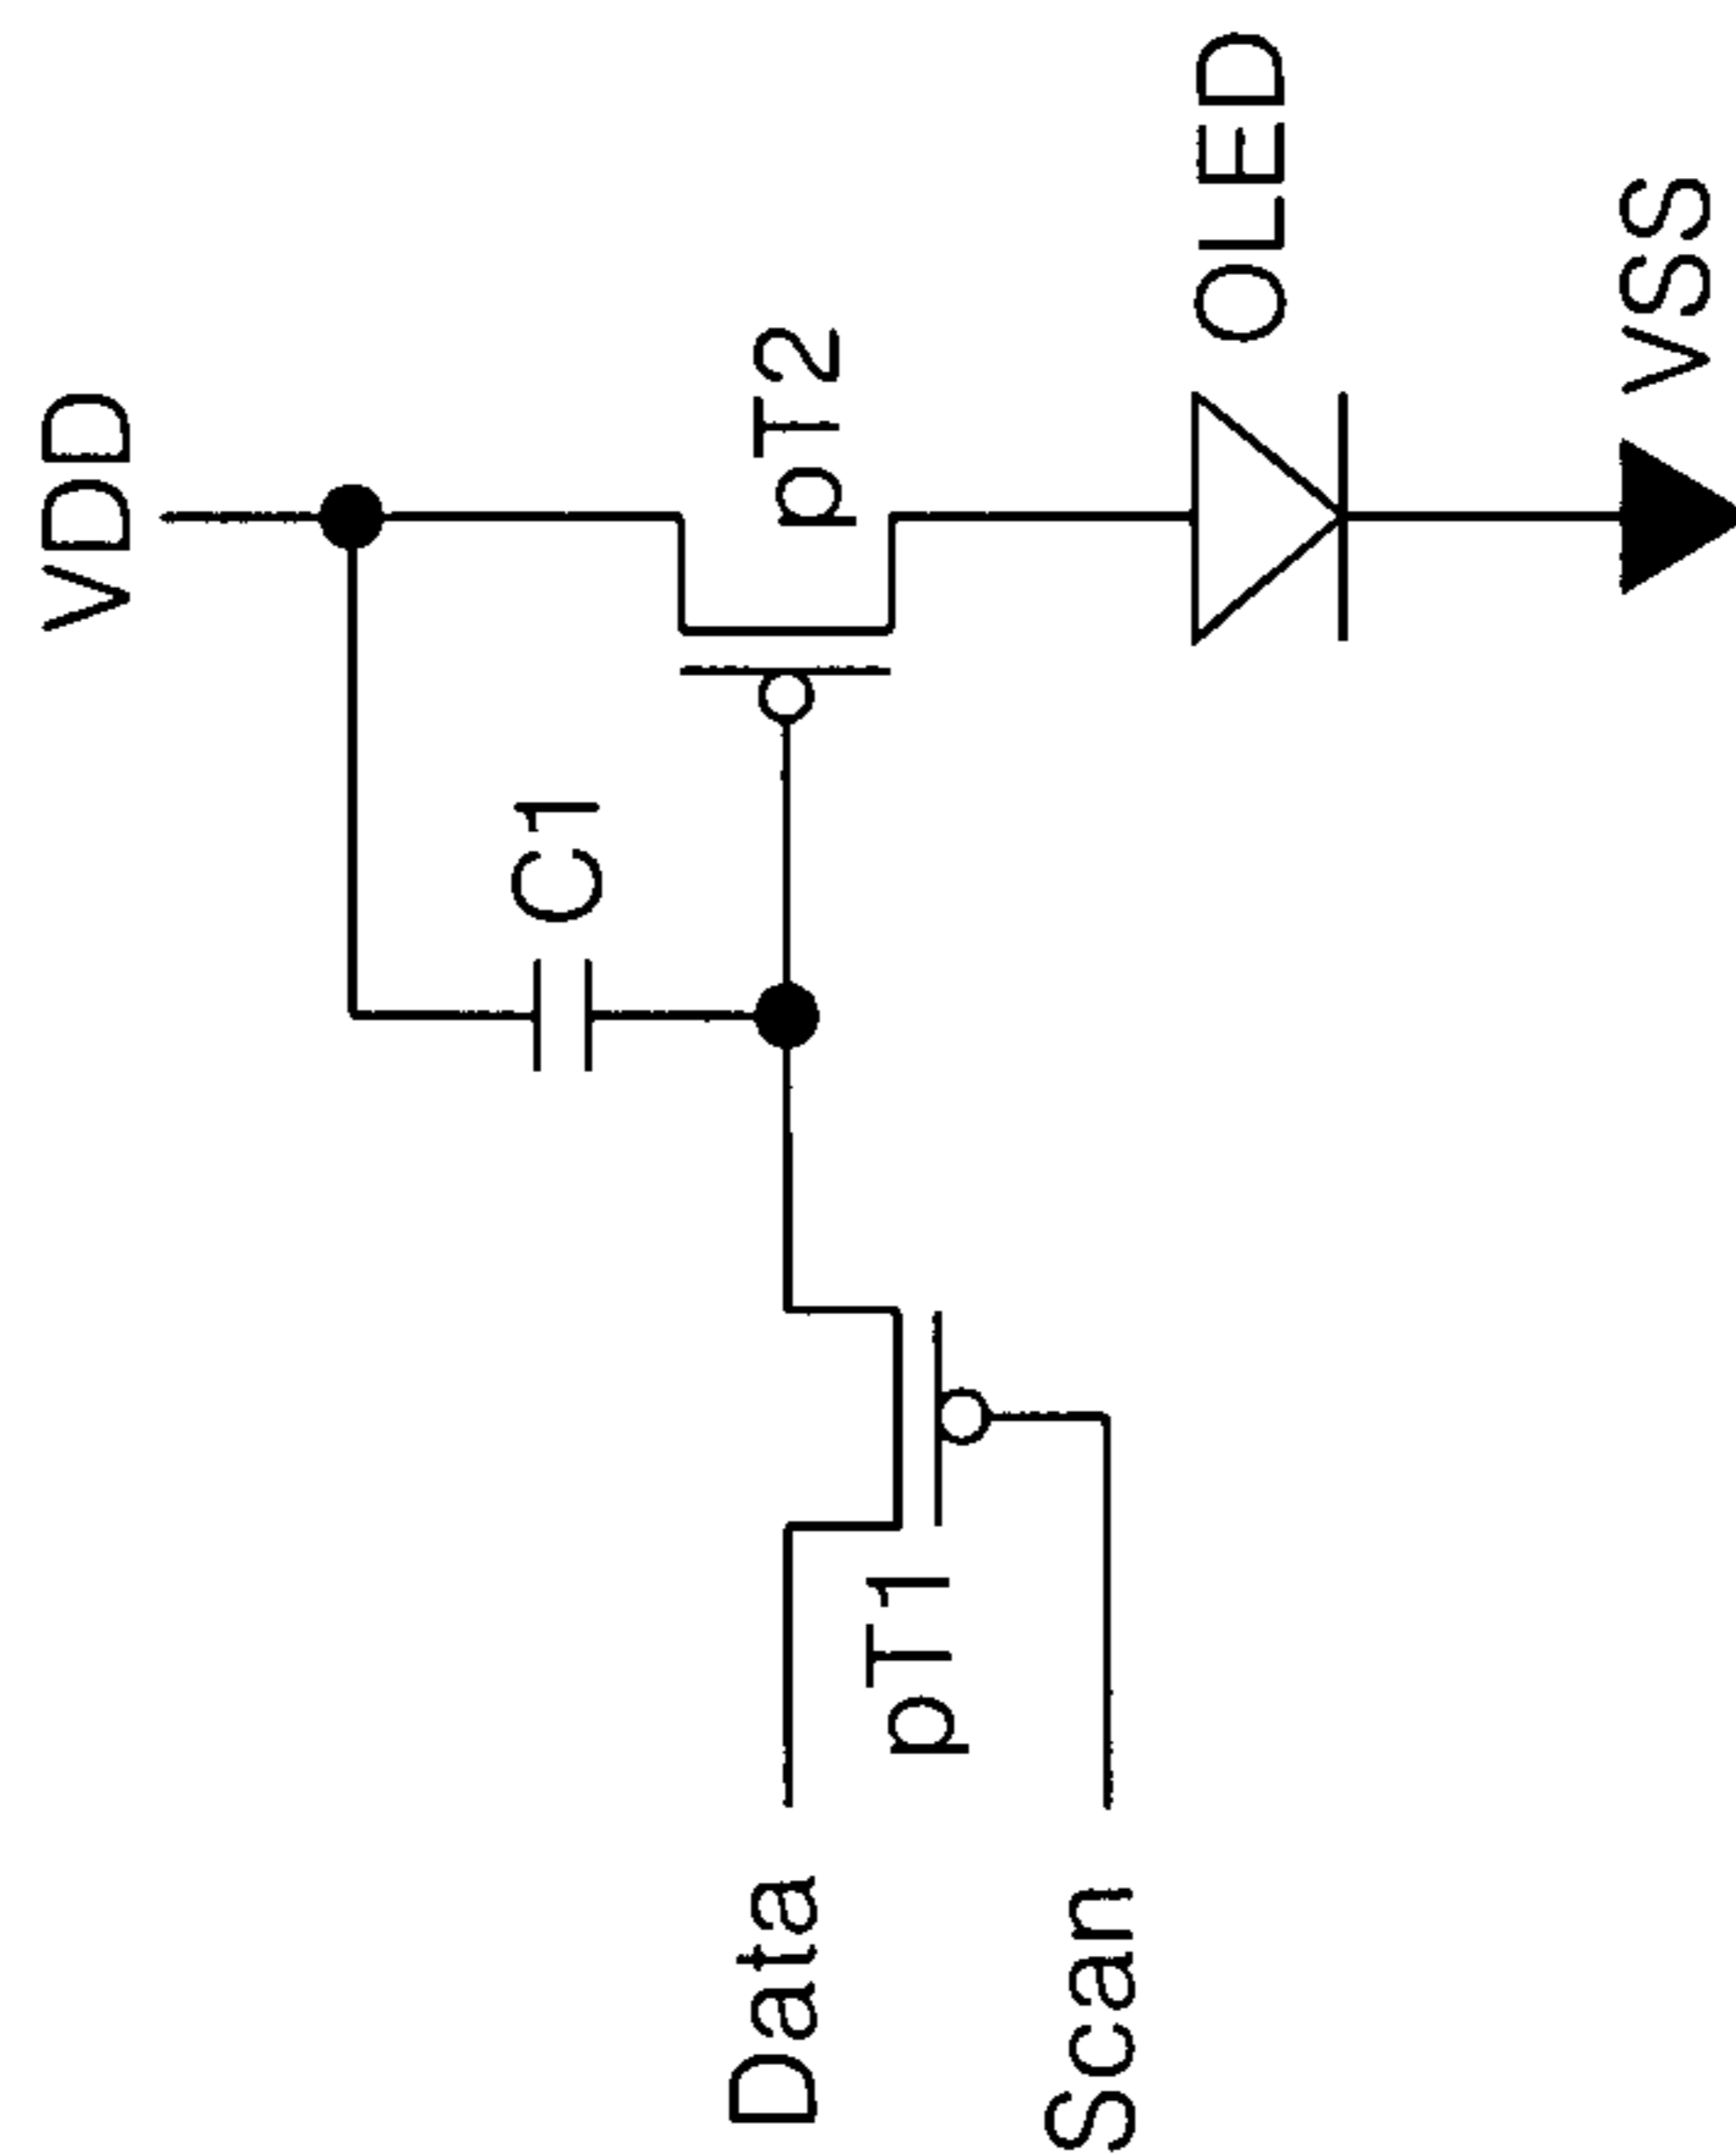 VDD
C1
pT2
Data
pT1
Scan
OLED
VSS